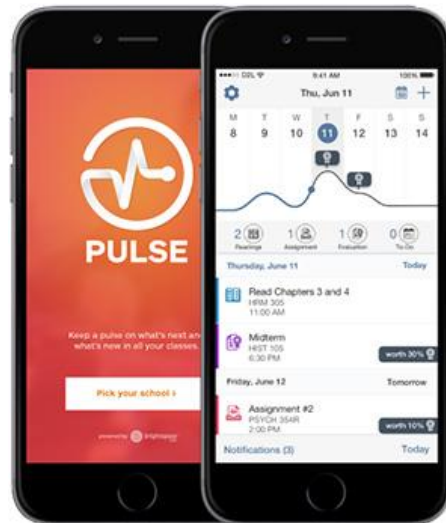 PULSE
Keep a pulse on what's next and
what's new in all your classes.
Pick your school ›
powered by brightspace
D2L 9:41 AM 100%
Thu, Jun 11
M T W T F S S
8 9 10 11 12 13 14
2 1 1 0
Readings Assignment Evaluation To Do
Thursday, June 11 Today
Read Chapters 3 and 4
HRM 305
11:00 AM
Midterm
HIST 105
6:30 PM
worth 30%
Friday, June 12 Tomorrow
Assignment #2
PSYCH 354R
2:00 PM
worth 10%
Notifications (3) Today